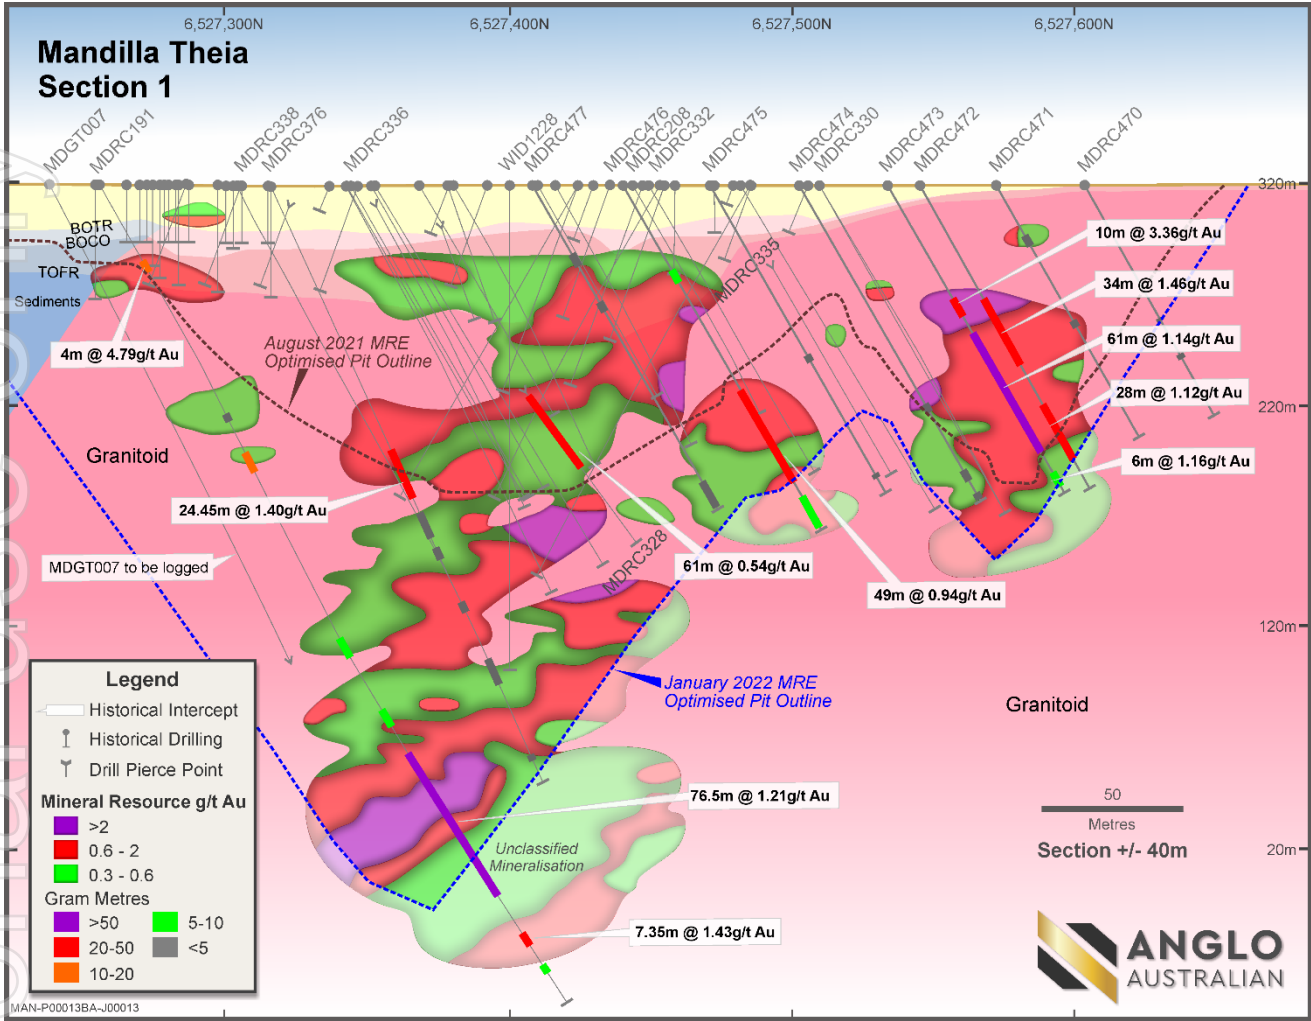 6,527,300N
6,527,400N
6,527,500N
6,527,600N
Mandilla Theia
Section 1
MDGT007
MDRC191
MDRC338
MDRC376
MDRC336
WID1228
MDRC477
MDRC476
MDRC208
MDRC332
MDRC475
MDRC474
MDRC330
MDRC473
MDRC472
MDRC471
MDRC470
320m
BOTR
BOCO
TOFR
Sediments
MDRC335
10m @ 3.36g/t Au
34m @ 1.46g/t Au
61m @ 1.14g/t Au
4m @ 4.79g/t Au
August 2021 MRE
Optimised Pit Outline
28m @ 1.12g/t Au
220m
Granitoid
6m @ 1.16g/t Au
24.45m @ 1.40g/t Au
MDGT007 to be logged
MDRC328
61m @ 0.54g/t Au
49m @ 0.94g/t Au
120m
January 2022 MRE
Optimised Pit Outline
Granitoid
76.5m @ 1.21g/t Au
Unclassified
Mineralisation
7.35m @ 1.43g/t Au
50
Metres
Section +/- 40m
20m
Legend
Historical Intercept
Historical Drilling
Drill Pierce Point
Mineral Resource g/t Au
>2
0.6 - 2
0.3 - 0.6
Gram Metres
>50
5-10
20-50
<5
10-20
ANGLO
AUSTRALIAN
MAN-P00013BA-J00013